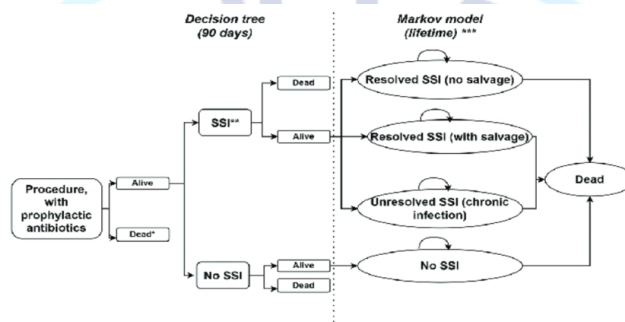 Decision tree
(90 days)
Markov model
(lifetime) ***
Dead
Resolved SSI (no salvage)
SSI**
Alive
Resolved SSI (with salvage)
Procedure,
with
prophylactic
antibiotics
Alive
Dead
Dead*
Unresolved SSI (chronic
infection)
No SSI
Alive
Dead
No SSI